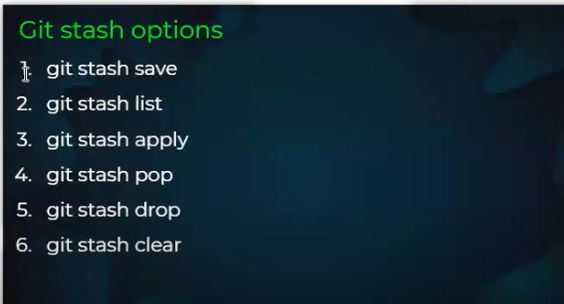 Git stash options
1. git stash save
2. git stash list
3. git stash apply
4. git stash pop
5. git stash drop
6. git stash clear